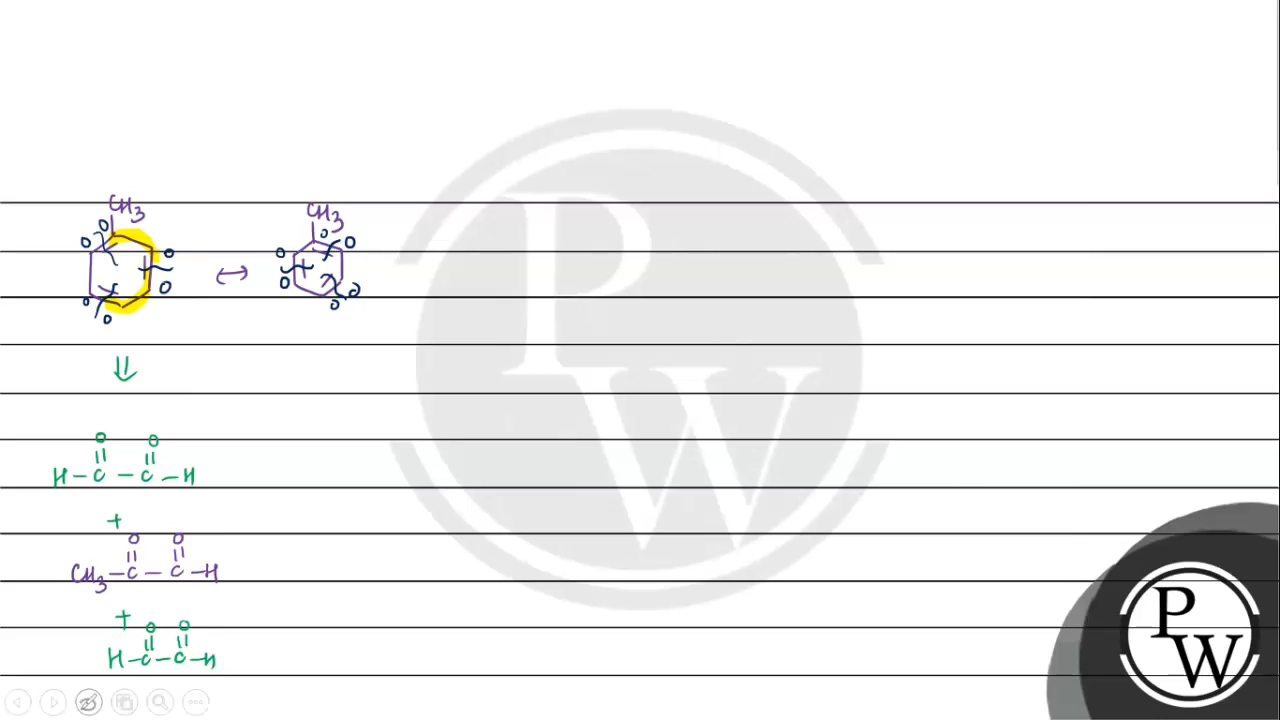 CH3 CH3
O O O O O
O O O O O O O
O O
H-C-C-H
+
O O
CH3-C-C-H
+
O O
H-C-C-H
P
W
P
W